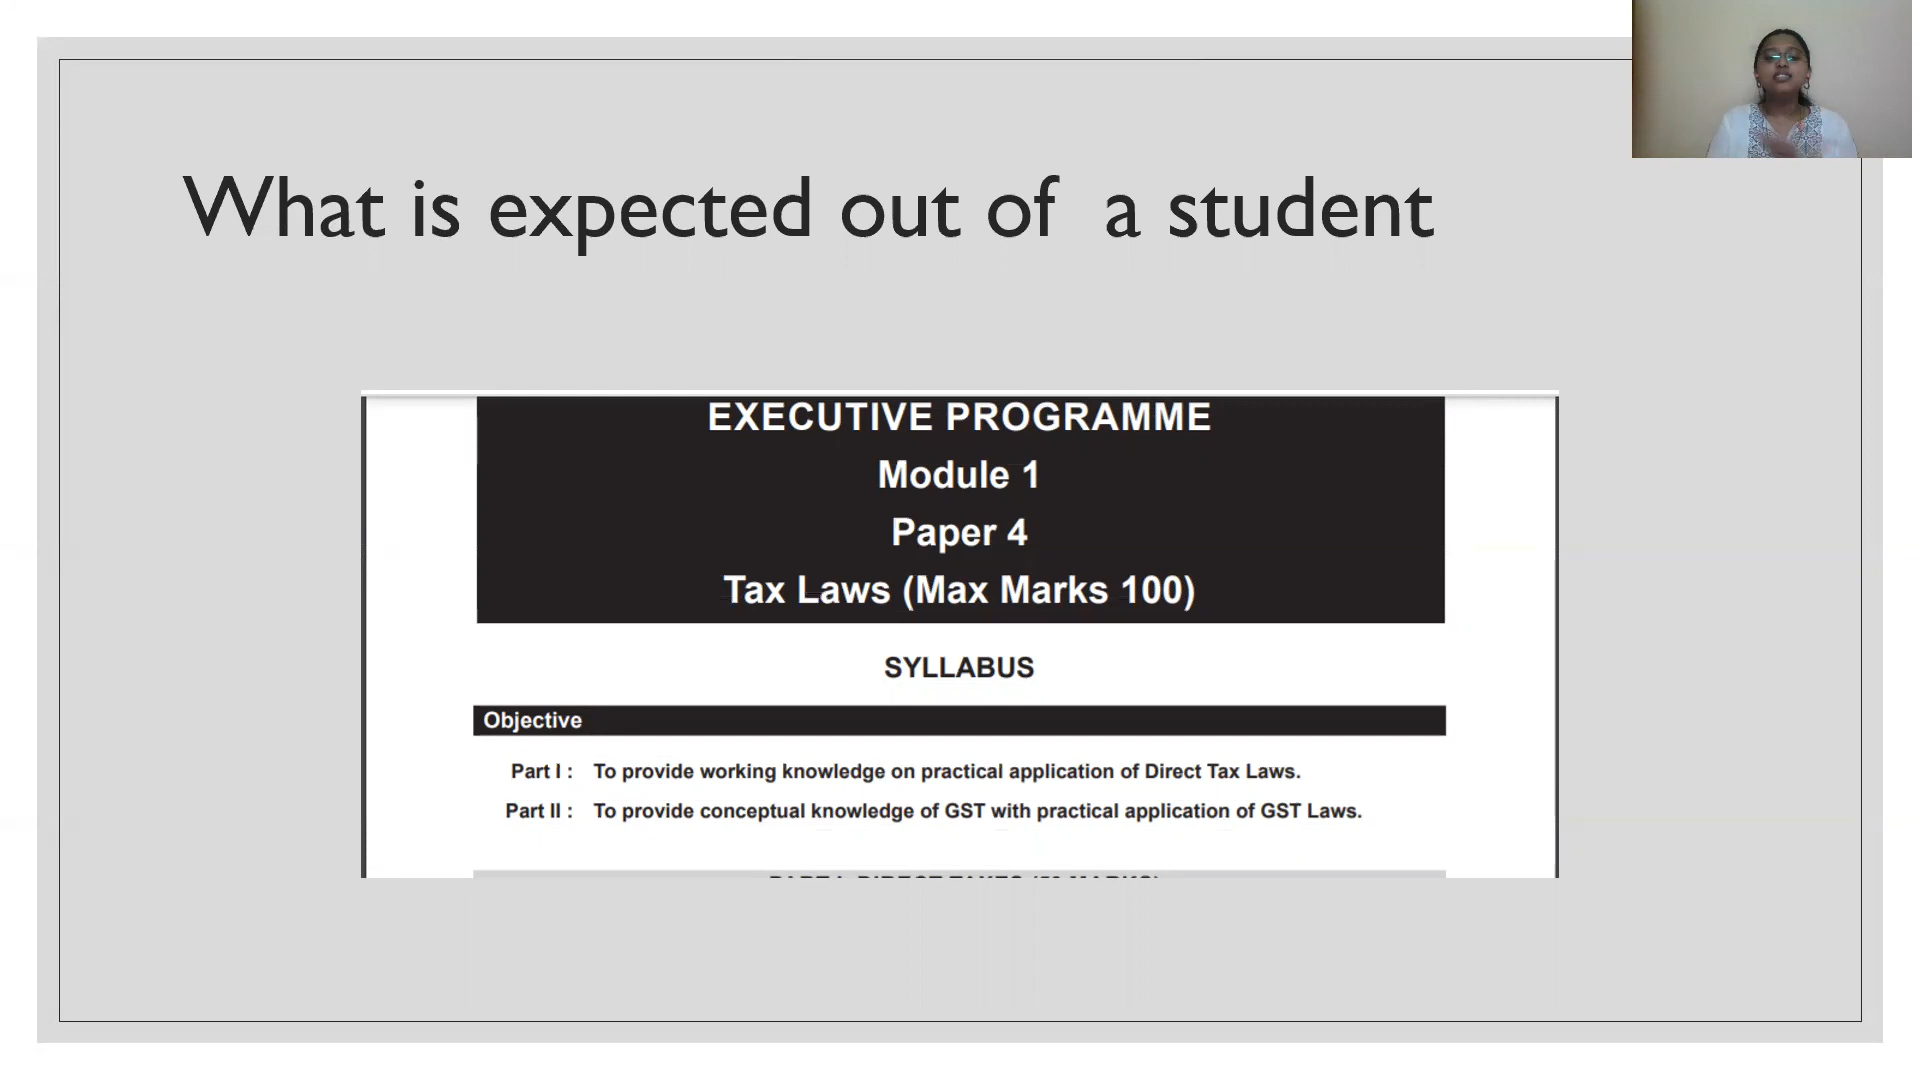 What is expected out of a student
EXECUTIVE PROGRAMME
Module 1
Paper 4
Tax Laws (Max Marks 100)
SYLLABUS
Objective
Part I : To provide working knowledge on practical application of Direct Tax Laws.
Part II : To provide conceptual knowledge of GST with practical application of GST Laws.